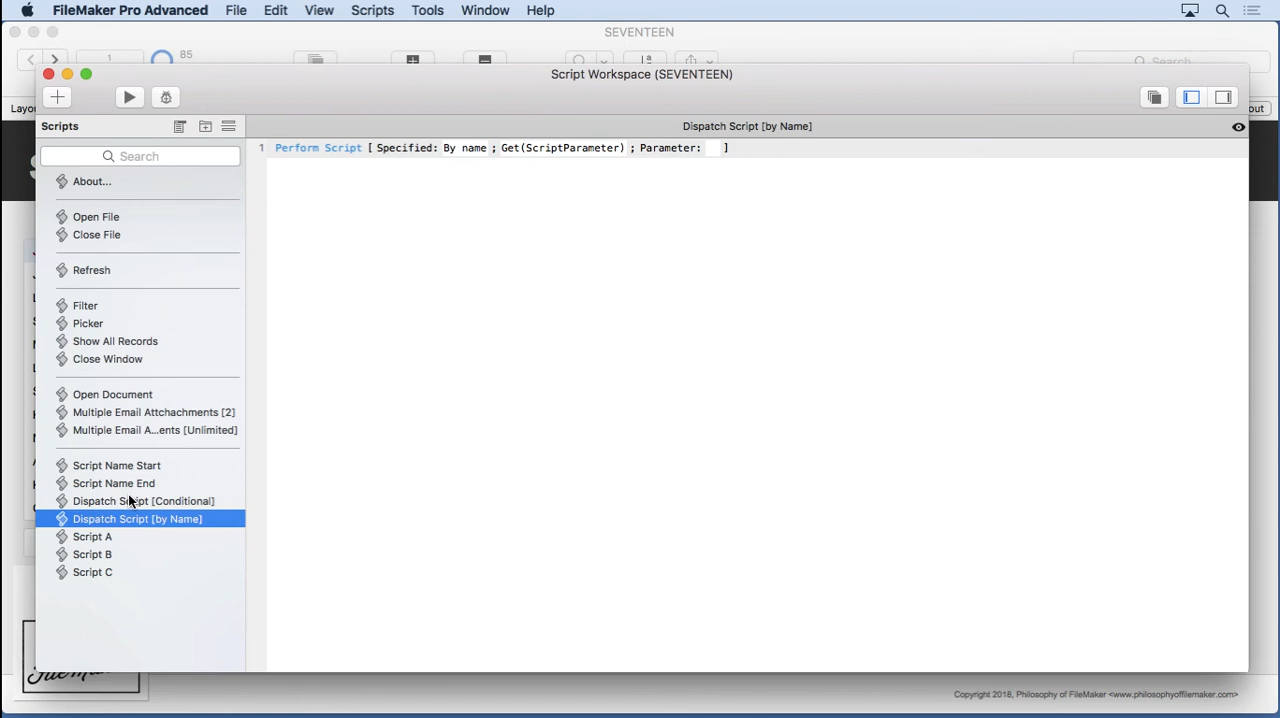 FileMaker Pro Advanced File Edit View Scripts Tools Window Help
SEVENTEEN
1 85
Search
Script Workspace (SEVENTEEN)
Scripts
Dispatch Script [by Name]
Search
1 Perform Script [ Specified: By name ; Get(ScriptParameter) ; Parameter: ]
About...
Open File
Close File
Refresh
Filter
Picker
Show All Records
Close Window
Open Document
Multiple Email Attchachments [2]
Multiple Email A...ents [Unlimited]
Script Name Start
Script Name End
Dispatch Script [Conditional]
Dispatch Script [by Name]
Script A
Script B
Script C
Copyright 2018, Philosophy of FileMaker <www.philosophyoffilemaker.com>